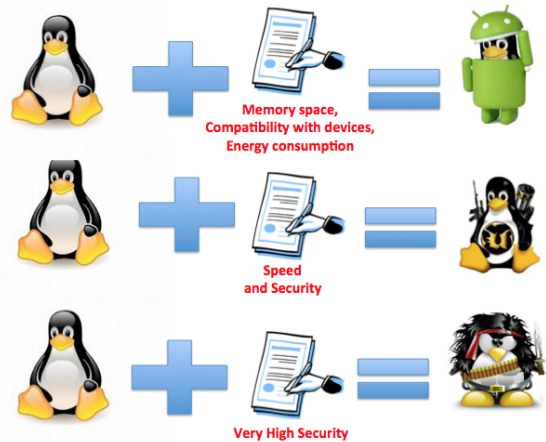 Memory space,
Compatibility with devices,
Energy consumption
Speed
and Security
Very High Security